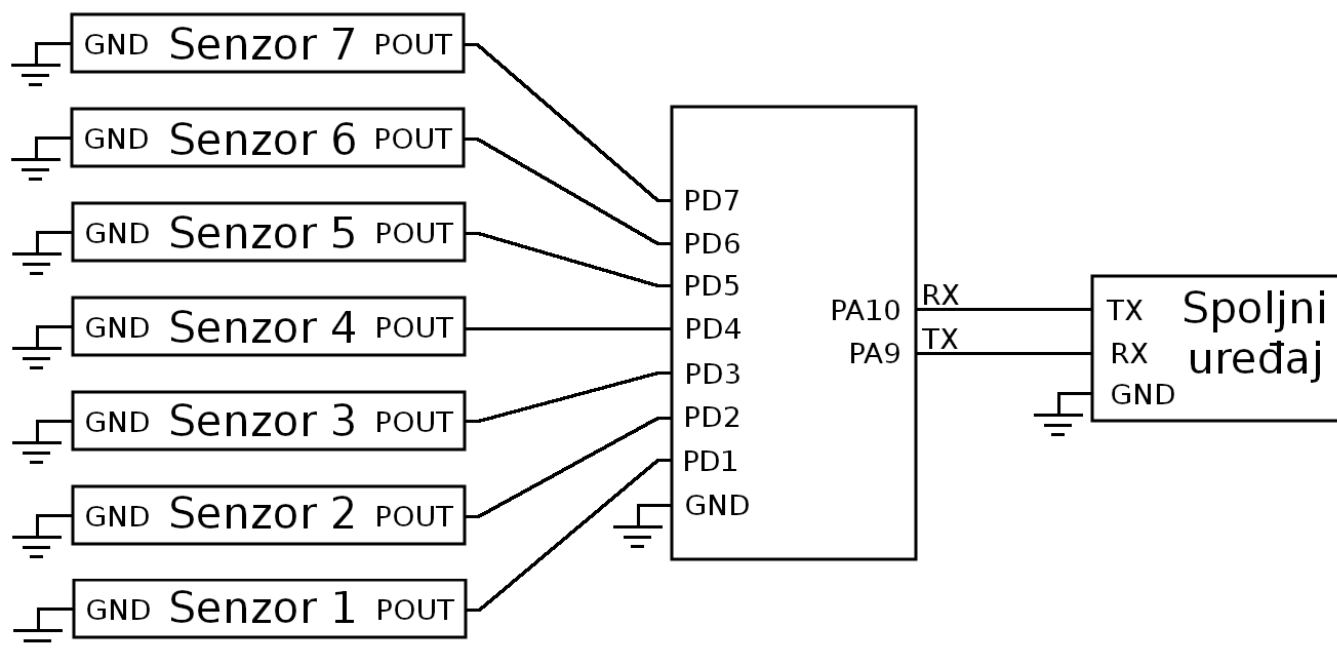 GND Senzor 7 POUT
GND Senzor 6 POUT
GND Senzor 5 POUT
GND Senzor 4 POUT
GND Senzor 3 POUT
GND Senzor 2 POUT
GND Senzor 1 POUT
PD7
PD6
PD5
PD4
PD3
PD2
PD1
GND
PA10 RX
PA9 TX
TX Spoljni
RX uređaj
GND